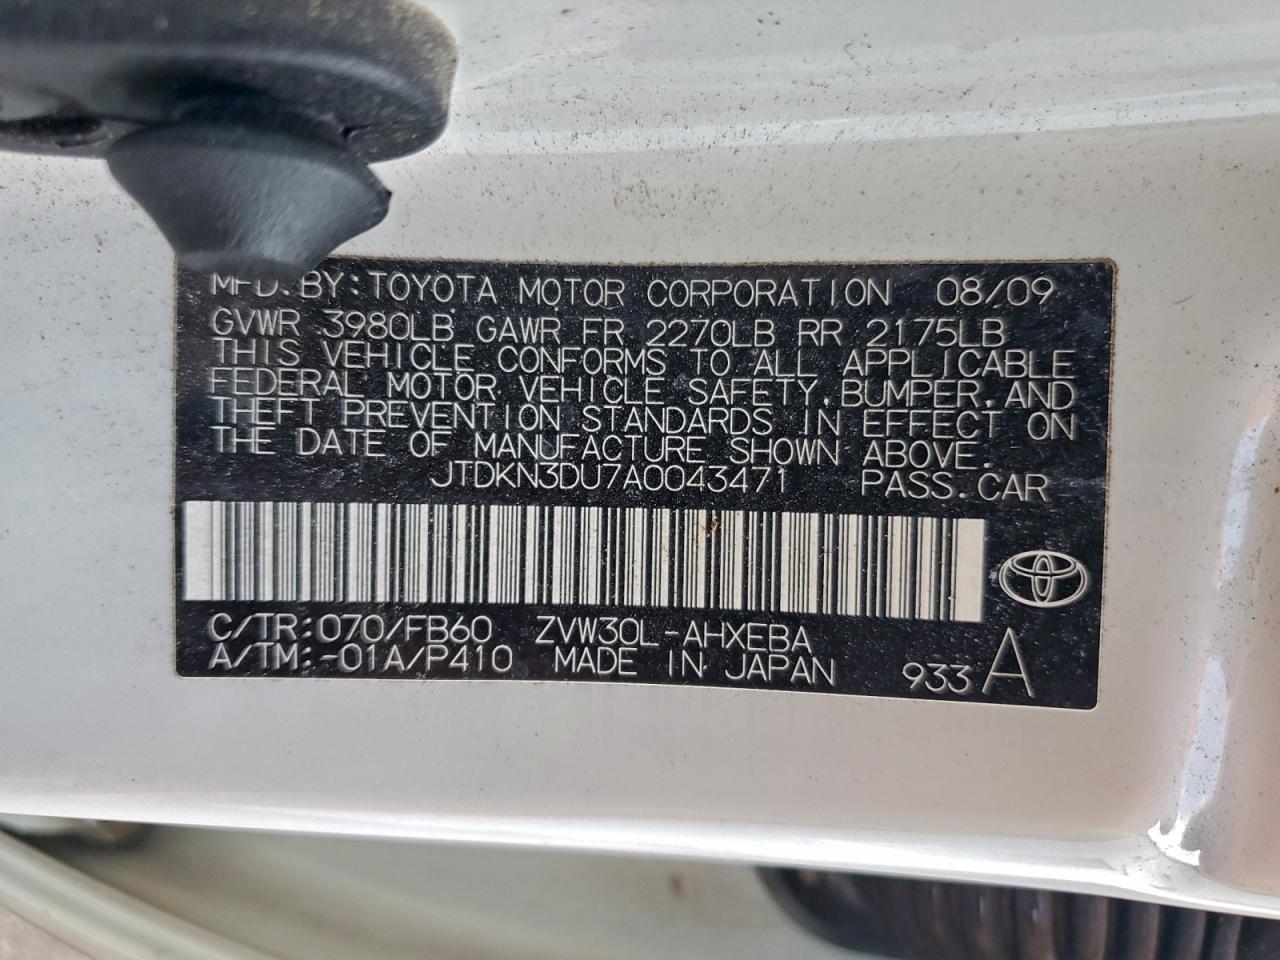 MFD. BY: TOYOTA MOTOR CORPORATION 08/09
GVWR 3980LB GAWR FR 2270LB RR 2175LB
THIS VEHICLE CONFORMS TO ALL APPLICABLE
FEDERAL MOTOR VEHICLE SAFETY, BUMPER, AND
THEFT PREVENTION STANDARDS IN EFFECT ON
THE DATE OF MANUFACTURE SHOWN ABOVE.
JTDKN3DU7A0043471 PASS. CAR
C/TR: 070/FB60 ZVW30L-AHXEBA
A/TM: -01A/P410 MADE IN JAPAN 933 A